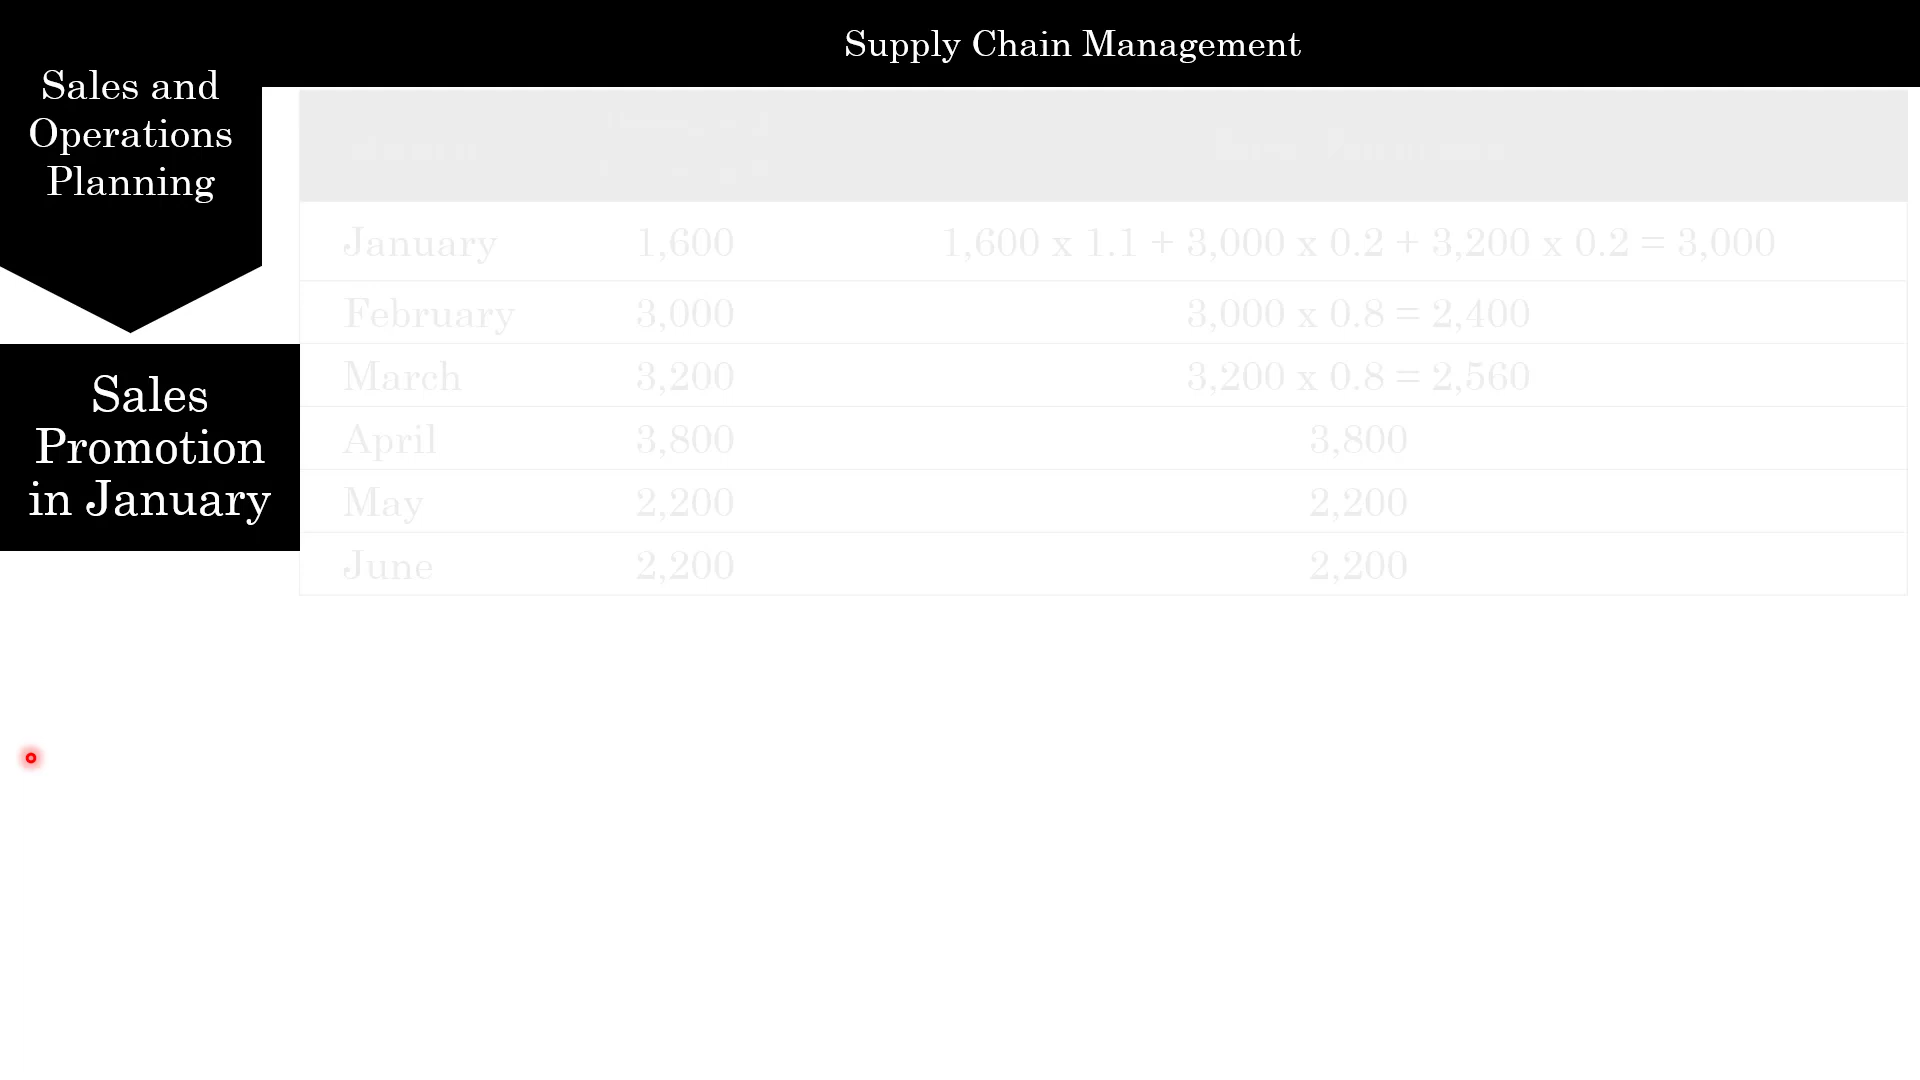 Supply Chain Management
Sales and
Operations
Planning
Sales
Promotion
in January
January 1,600 1,600 x 1.1 + 3,000 x 0.2 + 3,200 x 0.2 = 3,000
February 3,000 3,000 x 0.8 = 2,400
March 3,200 3,200 x 0.8 = 2,560
April 3,800 3,800
May 2,200 2,200
June 2,200 2,200